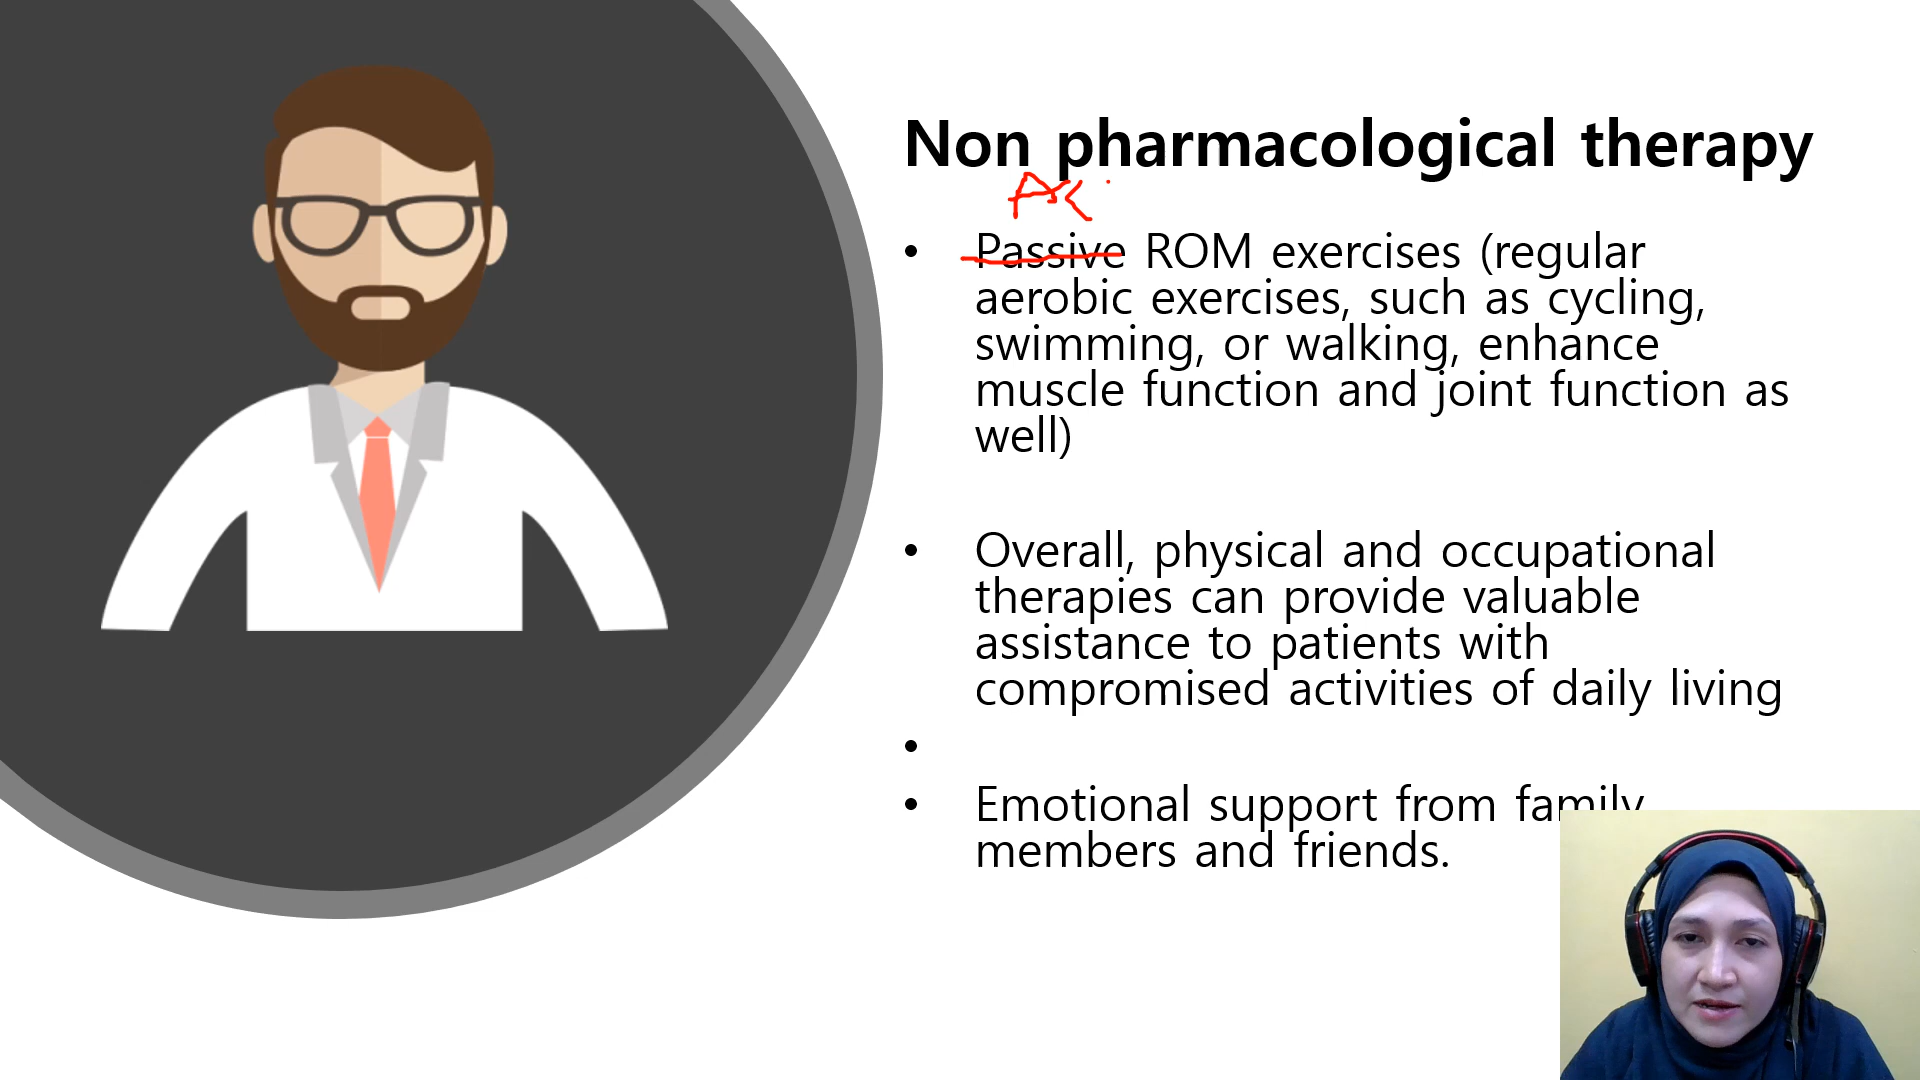 Non pharmacological therapy
Ac
• Passive ROM exercises (regular
aerobic exercises, such as cycling,
swimming, or walking, enhance
muscle function and joint function as
well)
• Overall, physical and occupational
therapies can provide valuable
assistance to patients with
compromised activities of daily living
•
• Emotional support from family
members and friends.